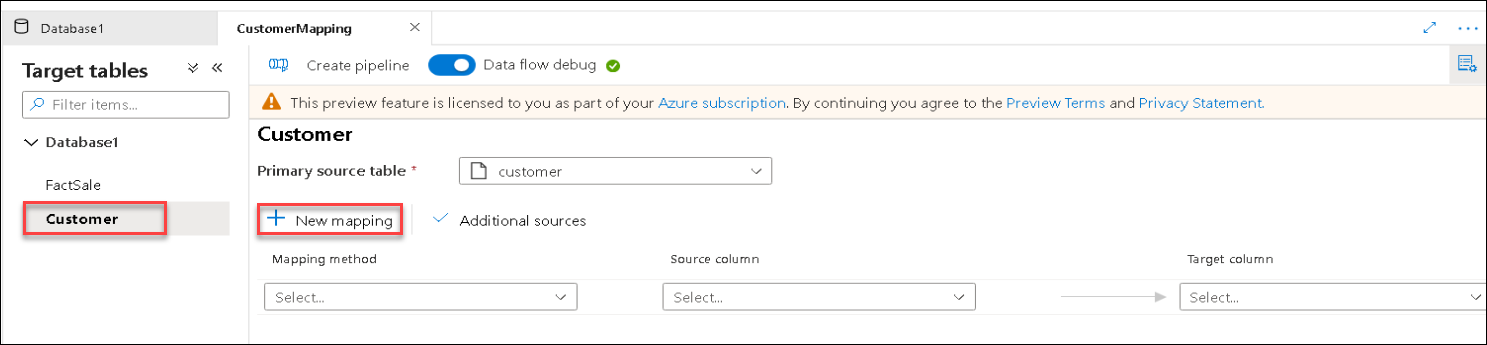 Database1
CustomerMapping
Target tables
Filter items...
Database1
FactSale
Customer
Create pipeline
Data flow debug
This preview feature is licensed to you as part of your Azure subscription. By continuing you agree to the Preview Terms and Privacy Statement.
Customer
Primary source table *
customer
New mapping
Additional sources
Mapping method Source column Target column
Select... Select... Select...